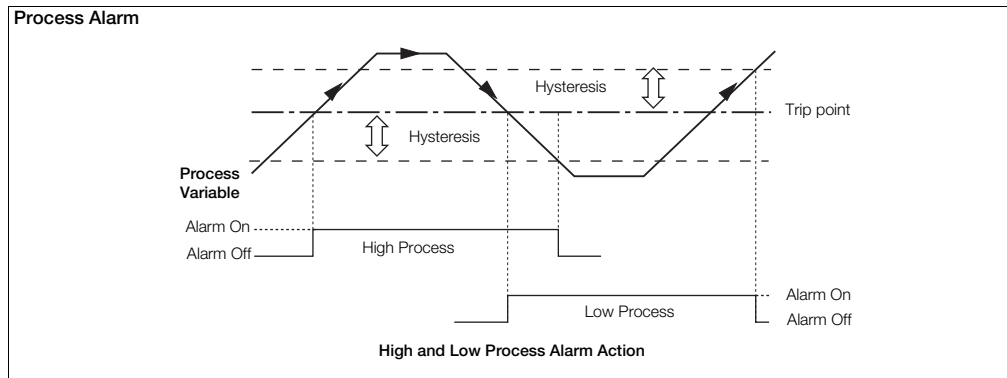 Process Alarm
Hysteresis
Trip point
Hysteresis
Process
Variable
Alarm On
Alarm Off
High Process
Alarm On
Low Process
Alarm Off
High and Low Process Alarm Action